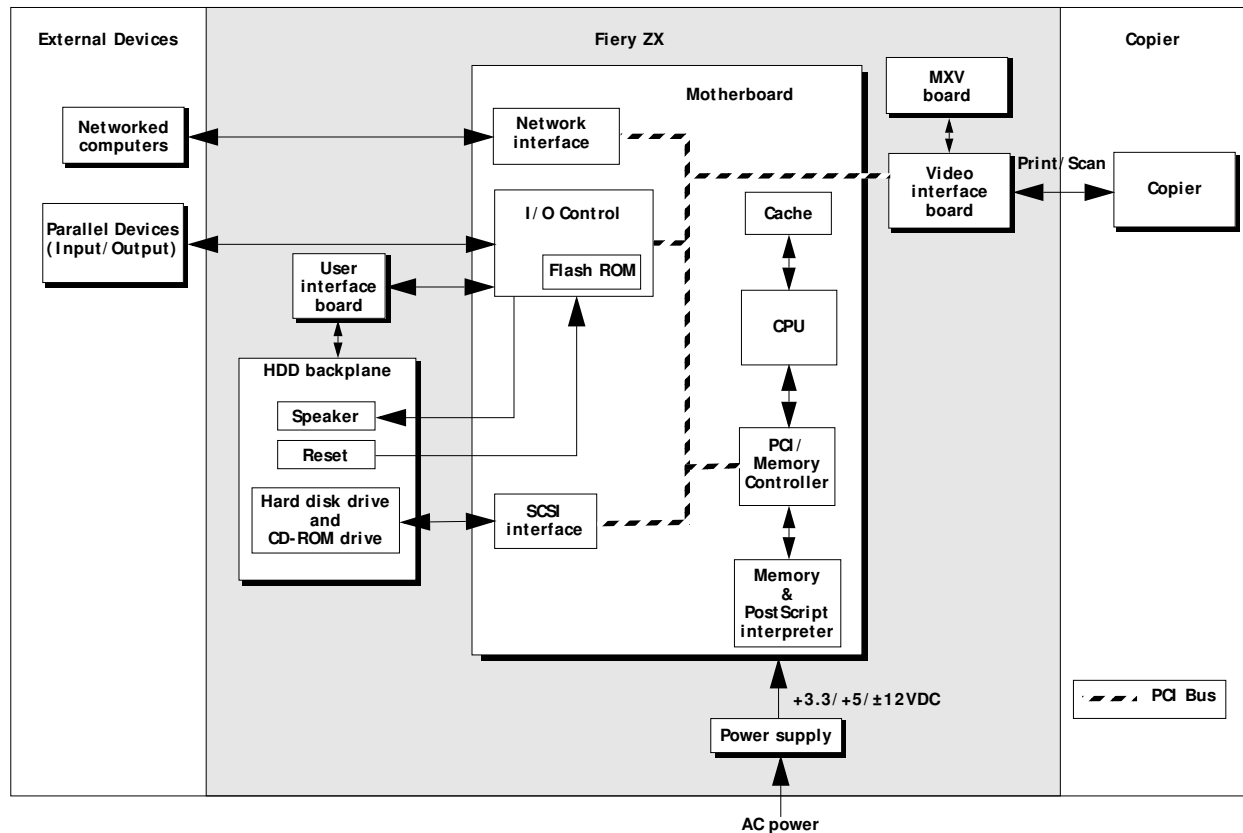 External Devices
Fiery ZX
Copier
Motherboard
MXV
board
Networked
computers
Network
interface
Print/Scan
Video
interface
board
Copier
Parallel Devices
(Input/Output)
I/O Control
Flash ROM
Cache
User
interface
board
CPU
HDD backplane
Speaker
Reset
Hard disk drive
and
CD-ROM drive
SCSI
interface
PCI/
Memory
Controller
Memory
&
PostScript
interpreter
+3.3/+5/±12VDC
PCI Bus
Power supply
AC power